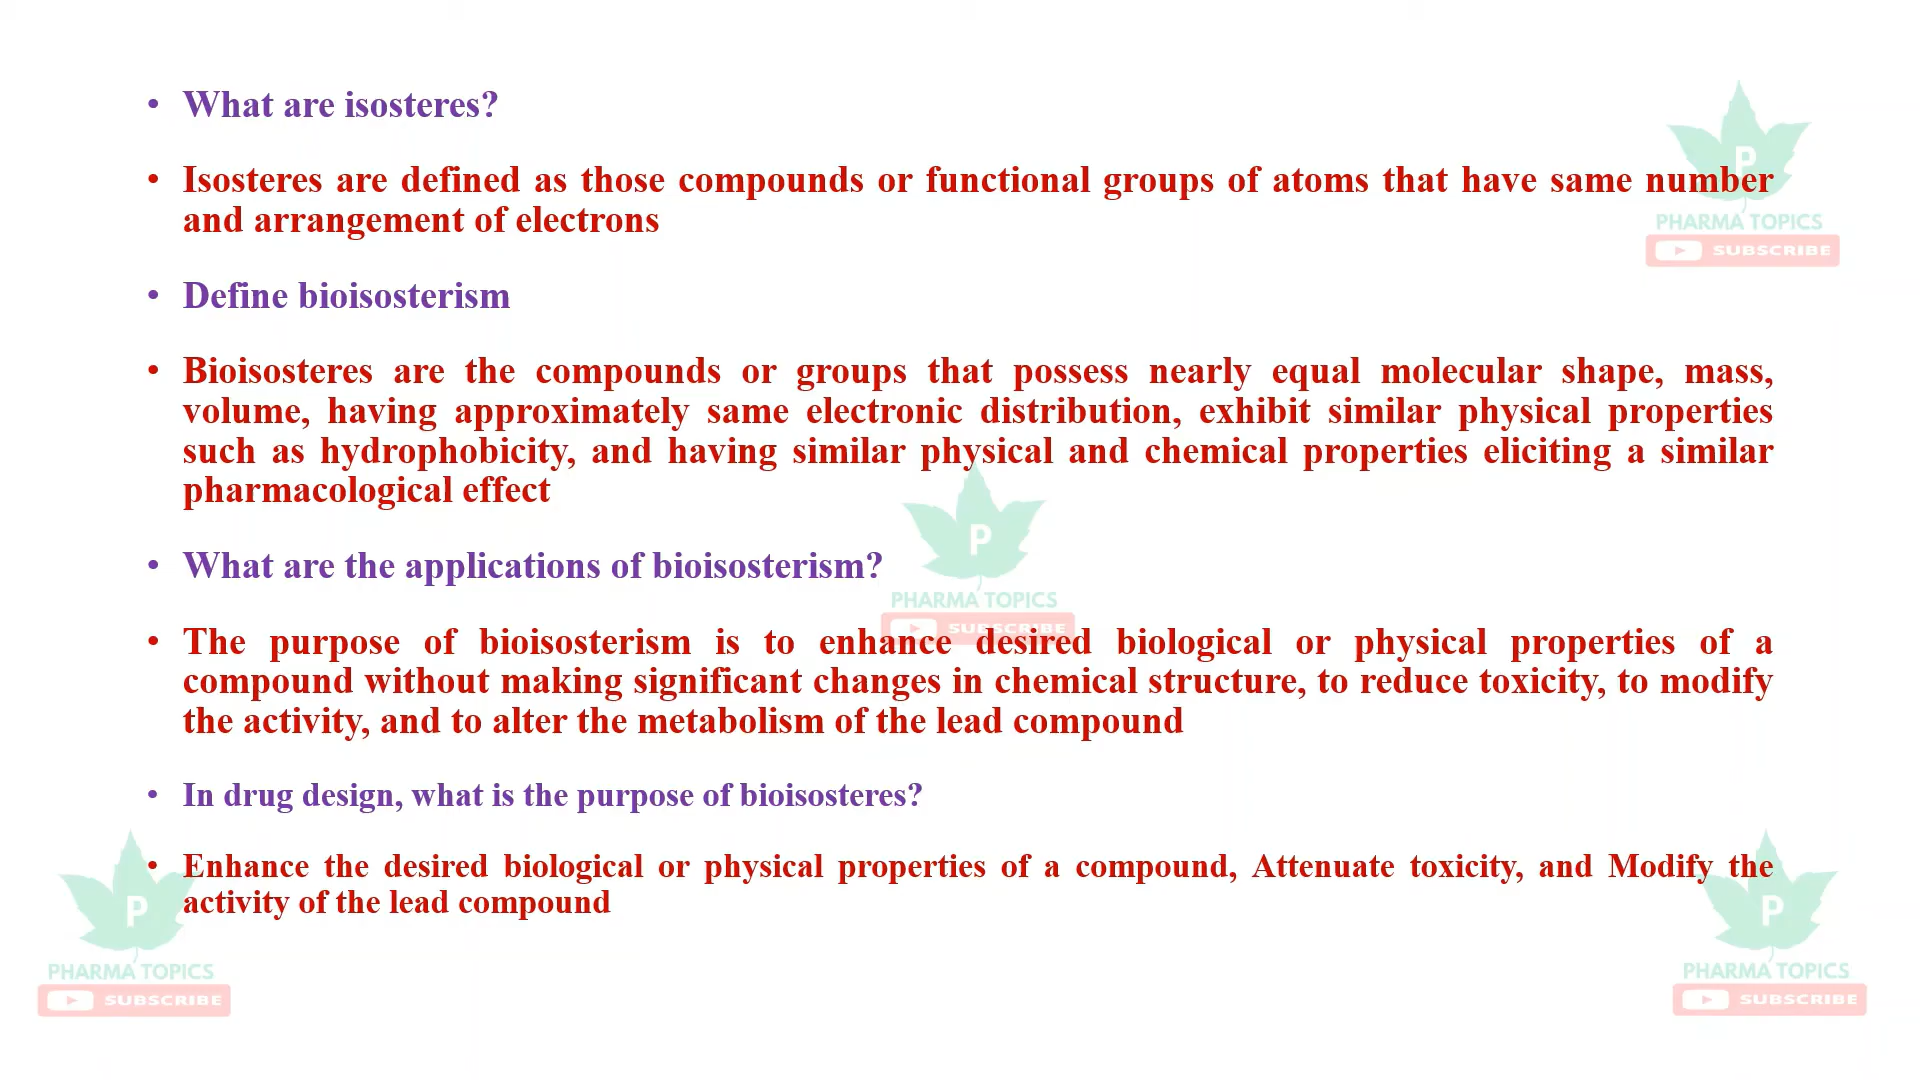 • What are isosteres?
• Isosteres are defined as those compounds or functional groups of atoms that have same number
and arrangement of electrons
P
PHARMA TOPICS
SUBSCRIBE
• Define bioisosterism
• Bioisosteres are the compounds or groups that possess nearly equal molecular shape, mass,
volume, having approximately same electronic distribution, exhibit similar physical properties
such as hydrophobicity, and having similar physical and chemical properties eliciting a similar
pharmacological effect
• What are the applications of bioisosterism?
P
PHARMA TOPICS
SUBSCRIBE
• The purpose of bioisosterism is to enhance desired biological or physical properties of a
compound without making significant changes in chemical structure, to reduce toxicity, to modify
the activity, and to alter the metabolism of the lead compound
• In drug design, what is the purpose of bioisosteres?
• Enhance the desired biological or physical properties of a compound, Attenuate toxicity, and Modify the
activity of the lead compound
P
PHARMA TOPICS
SUBSCRIBE
P
PHARMA TOPICS
SUBSCRIBE